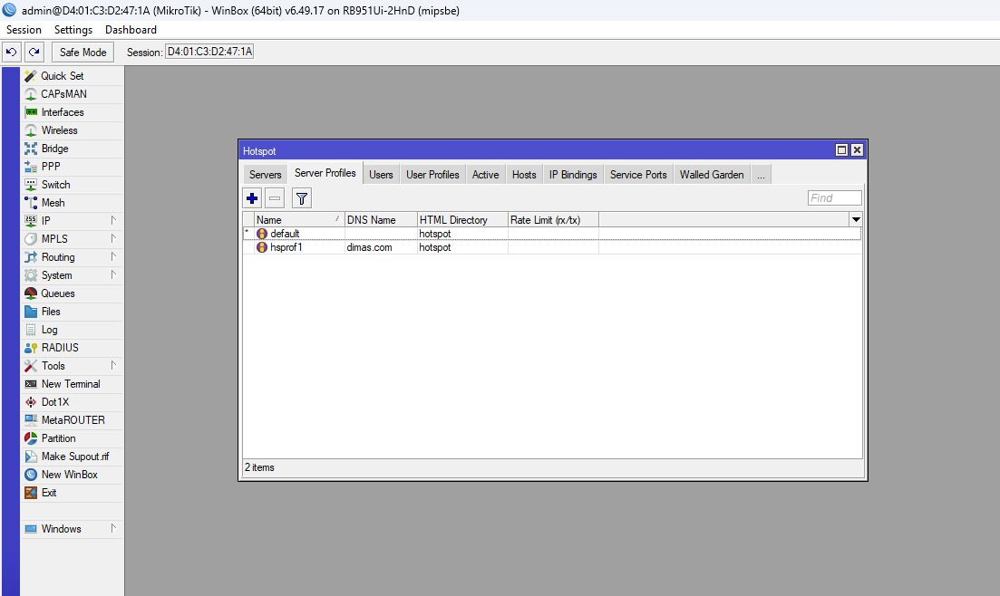 admin@D4:01:C3:D2:47:1A (MikroTik) - WinBox (64bit) v6.49.17 on RB951Ui-2HnD (mipsbe)
Session Settings Dashboard
Safe Mode Session: D4:01:C3:D2:47:1A
Quick Set
CAPsMAN
Interfaces
Wireless
Bridge
PPP
Switch
Mesh
IP
MPLS
Routing
System
Queues
Files
Log
RADIUS
Tools
New Terminal
Dot1X
MetaROUTER
Partition
Make Supout.rif
New WinBox
Exit
Windows
Hotspot
Servers Server Profiles Users User Profiles Active Hosts IP Bindings Service Ports Walled Garden ...
Find
Name DNS Name HTML Directory Rate Limit (rx/tx)
* default hotspot
hsprof1 dimas.com hotspot
2 items